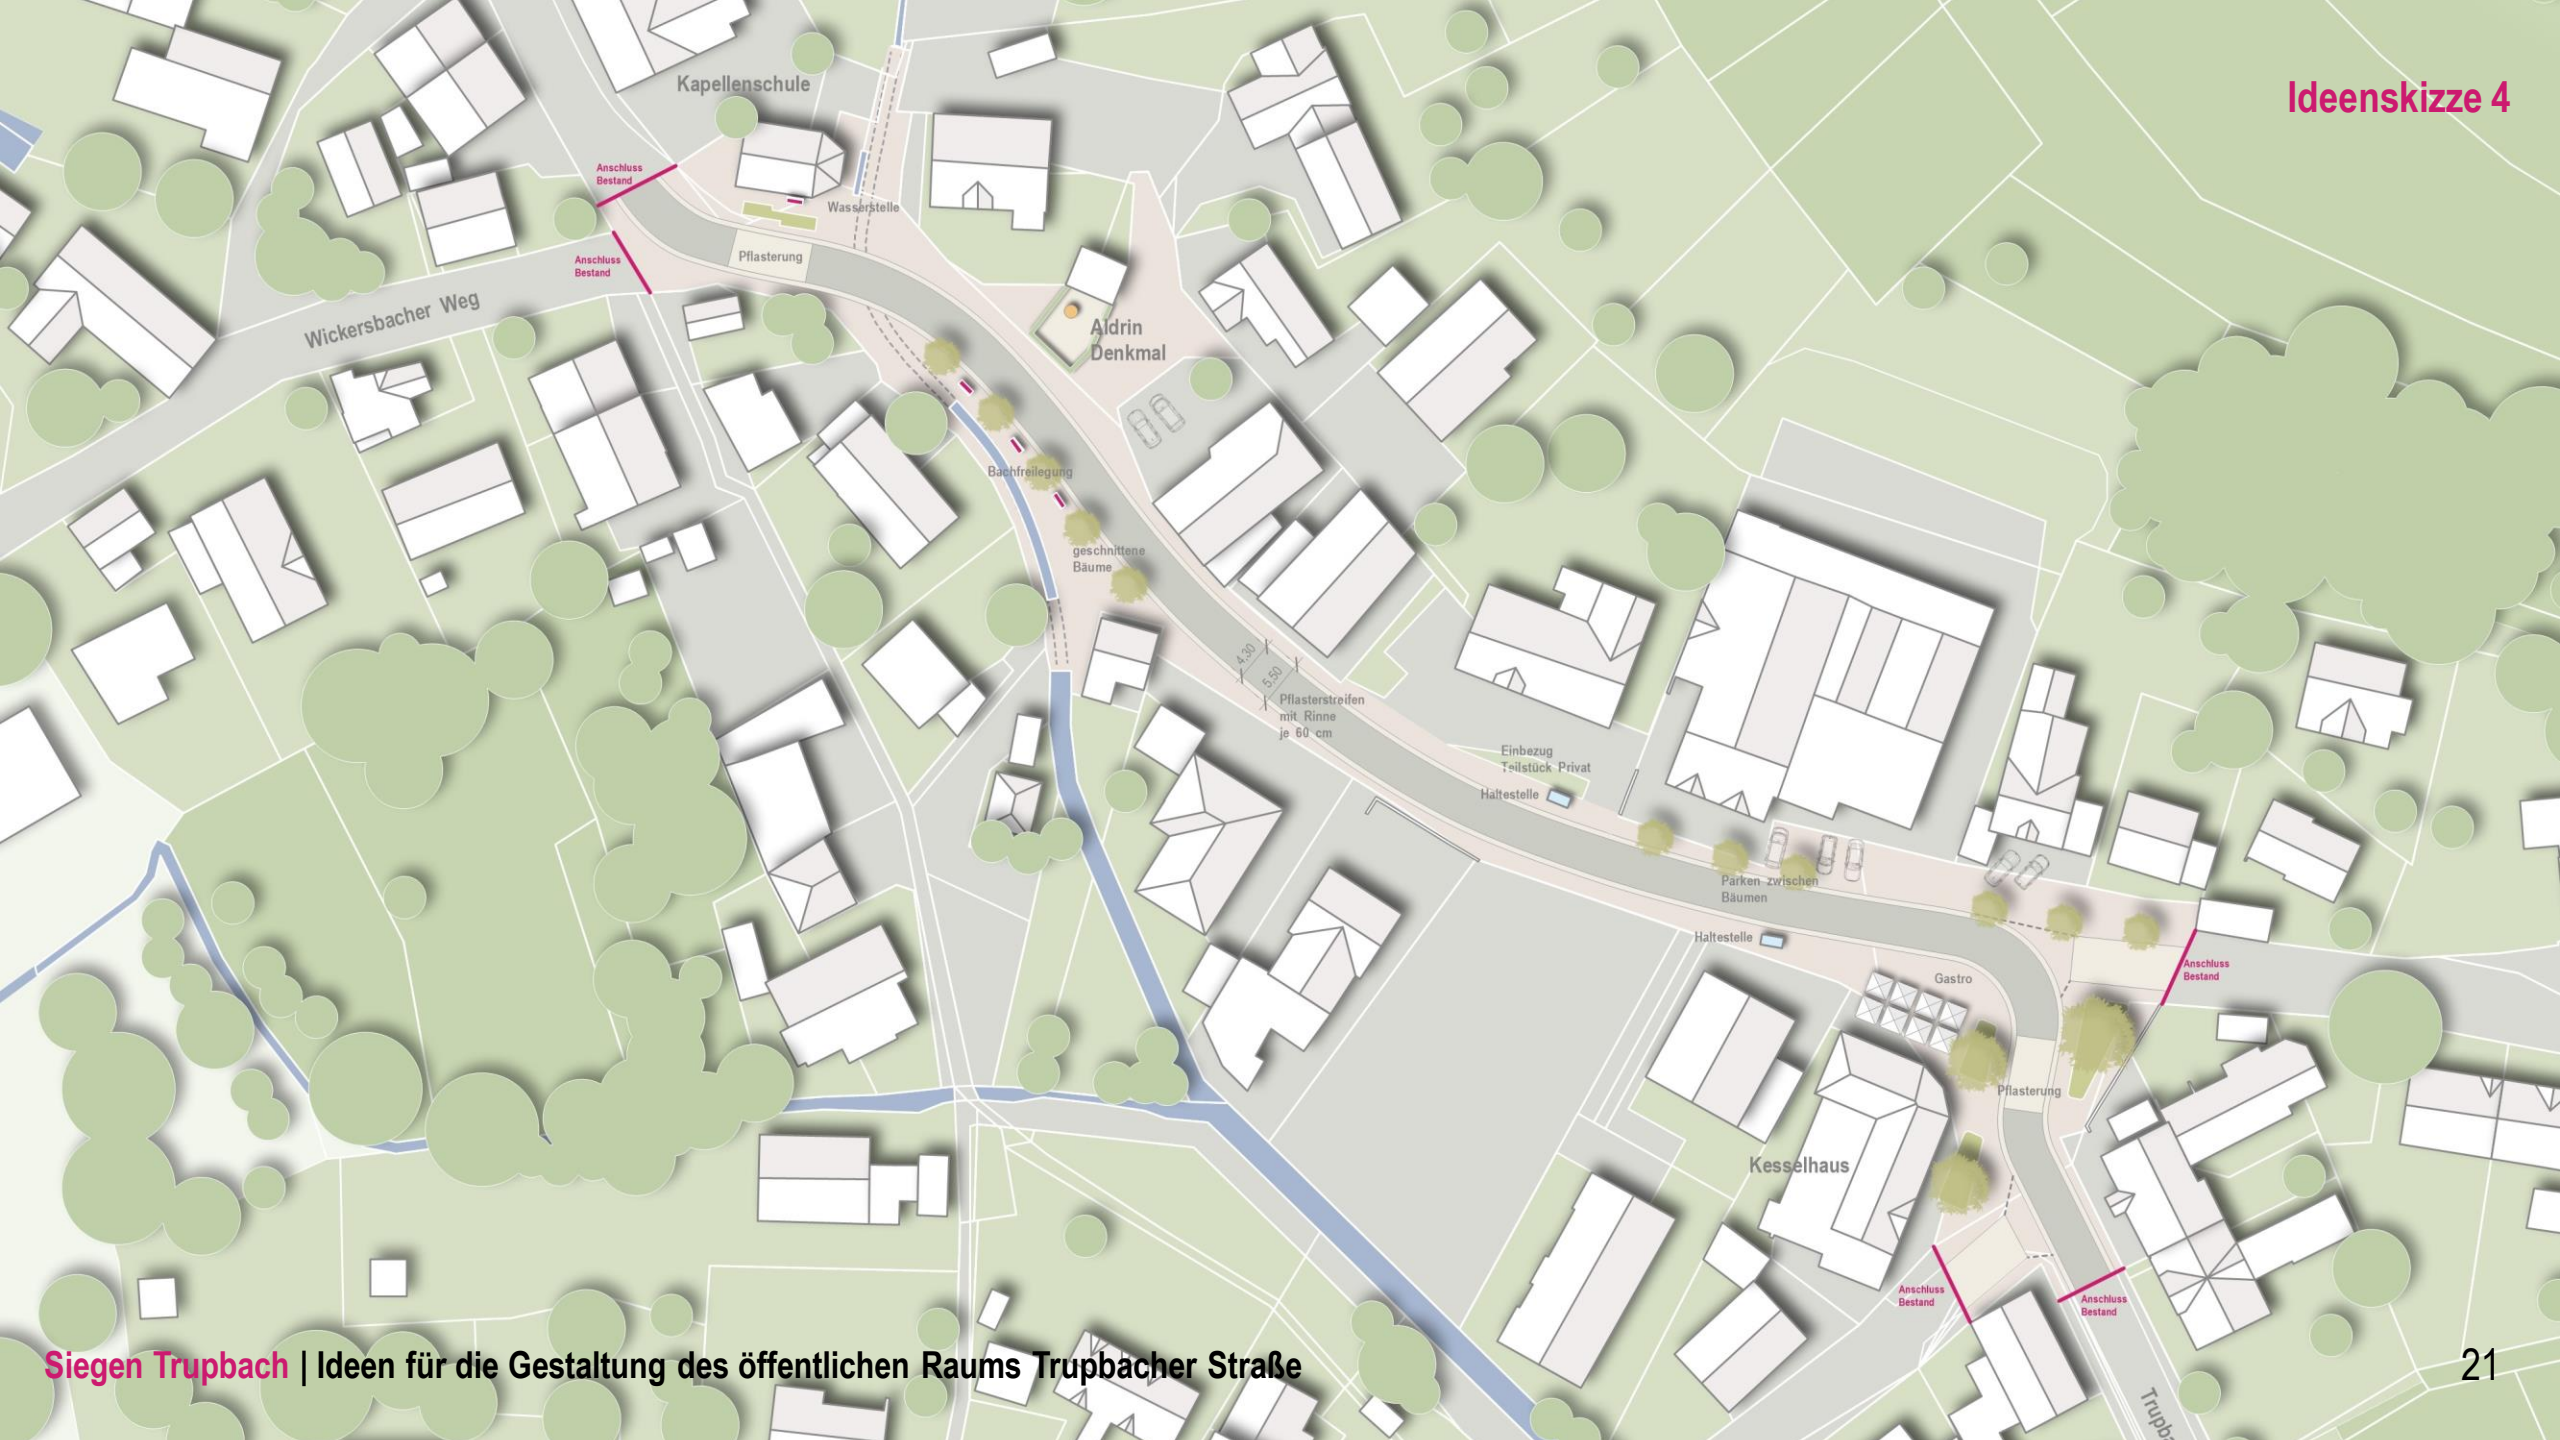 Ideenskizze 4
Kapellenschule
Anschluss
Bestand
Wasserstelle
Pflasterung
Anschluss
Bestand
Wickersbacher Weg
Aldrin
Denkmal
Bachfreilegung
geschnittene
Bäume
4,30
5,50
Pflasterstreifen
mit Rinne
je 60 cm
Einbezug
Teilstück Privat
Haltestelle
Parken zwischen
Bäumen
Haltestelle
Gastro
Anschluss
Bestand
Pflasterung
Kesselhaus
Anschluss
Bestand
Anschluss
Bestand
Trupba
Siegen Trupbach | Ideen für die Gestaltung des öffentlichen Raums Trupbacher Straße
21